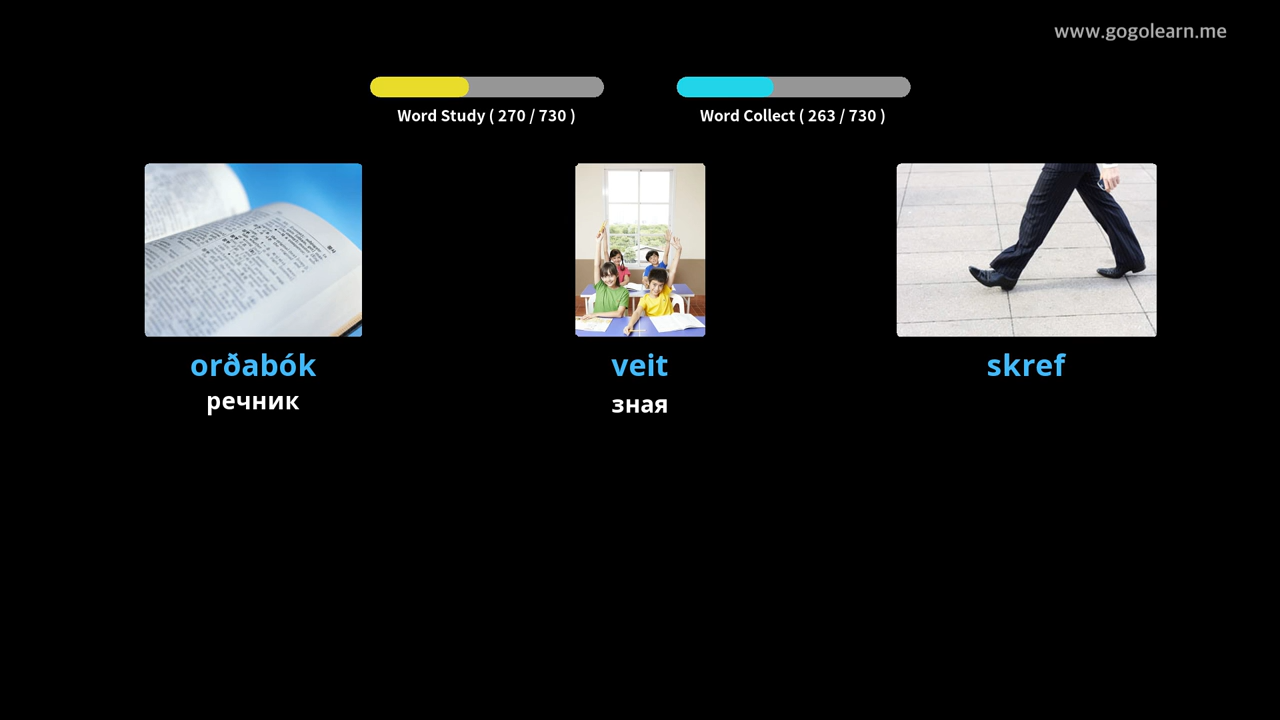 www.gogolearn.me
Word Study ( 270 / 730 )
Word Collect ( 263 / 730 )
orðabók
veit
skref
речник
зная